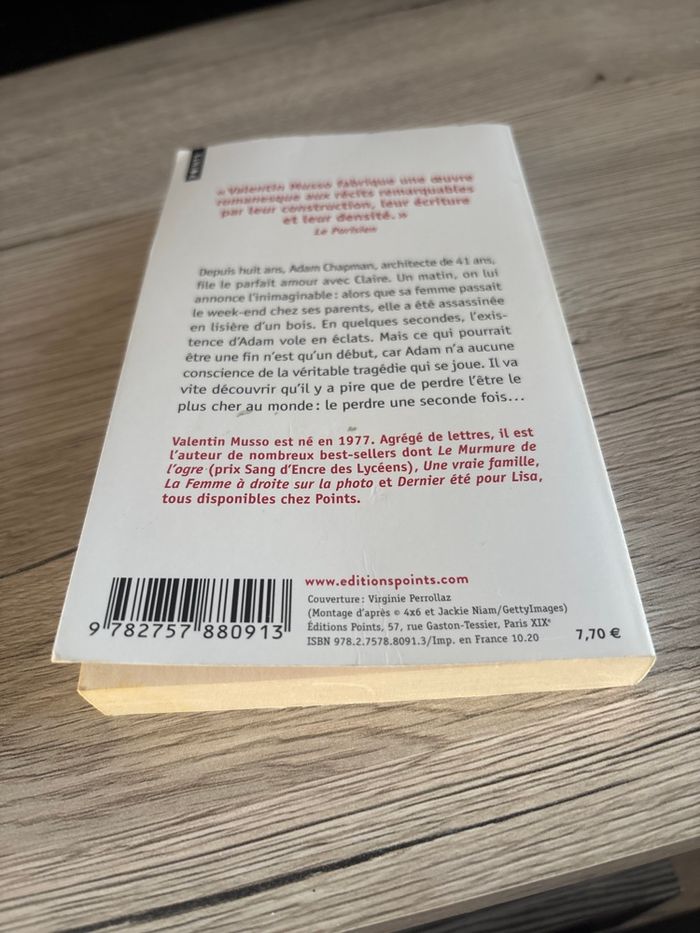 POINTS
« Valentin Musso fabrique une œuvre
romanesque aux récits remarquables
par leur construction, leur écriture
et leur densité. »
Le Parisien
Depuis huit ans, Adam Chapman, architecte de 41 ans,
file le parfait amour avec Claire. Un matin, on lui
annonce l'inimaginable : alors que sa femme passait
le week-end chez ses parents, elle a été assassinée
en lisière d'un bois. En quelques secondes, l'exis-
tence d'Adam vole en éclats. Mais ce qui pourrait
être une fin n'est qu'un début, car Adam n'a aucune
conscience de la véritable tragédie qui se joue. Il va
vite découvrir qu'il y a pire que de perdre l'être le
plus cher au monde : le perdre une seconde fois...
Valentin Musso est né en 1977. Agrégé de lettres, il est
l'auteur de nombreux best-sellers dont Le Murmure de
l'ogre (prix Sang d'Encre des Lycéens), Une vraie famille,
La Femme à droite sur la photo et Dernier été pour Lisa,
tous disponibles chez Points.
www.editionspoints.com
Couverture : Virginie Perrollaz
(Montage d'après © 4x6 et Jackie Niam/GettyImages)
Éditions Points, 57, rue Gaston-Tessier, Paris XIXe
ISBN 978.2.7578.8091.3/Imp. en France 10.20
7,70 €
9 782757 880913